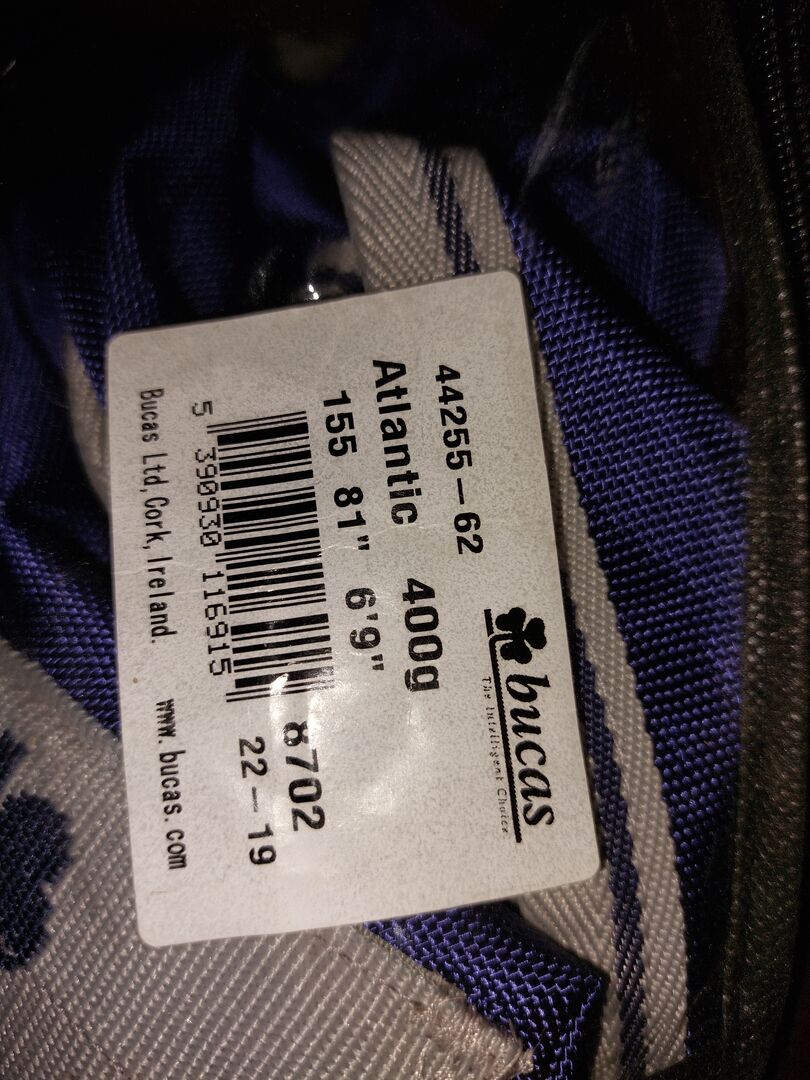 bucas
The Intelligent Choice.
44255-62
Atlantic 400g
155 81" 6'9"
8702
22-19
5 390930 116915
Bucas Ltd, Cork, Ireland. www.bucas.com